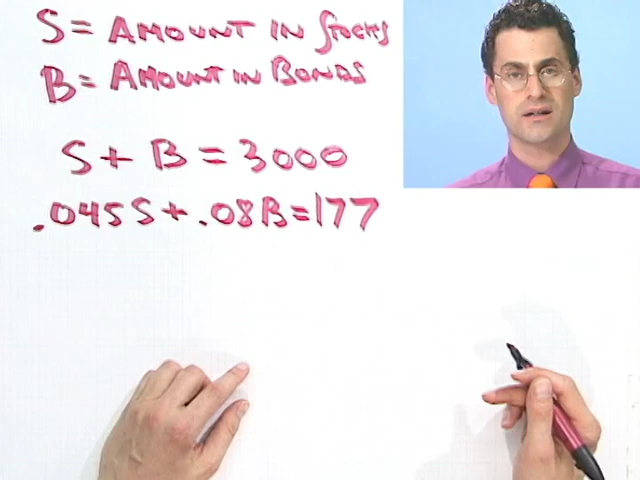 S = AMOUNT IN Stocks
B = AMOUNT IN BONDS
S + B = 3000
.045S + .08B = 177